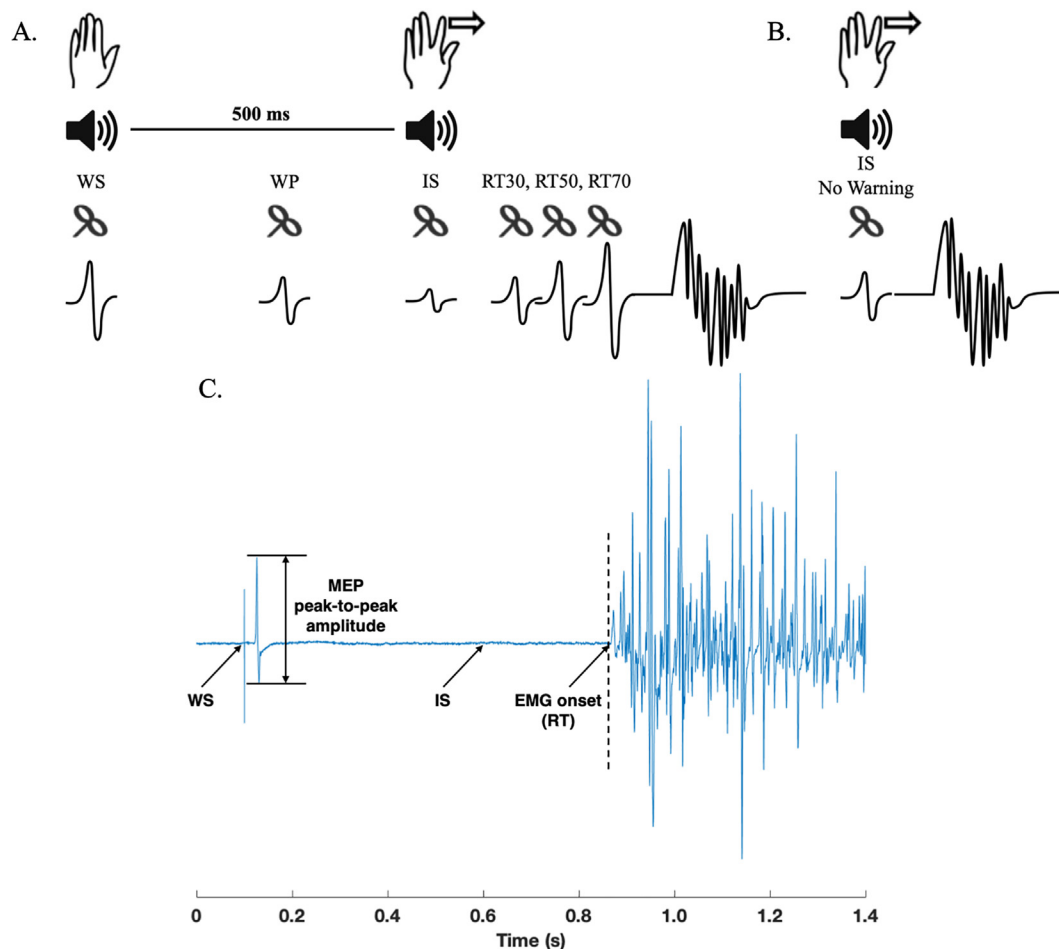 A.
B.
500 ms
WS
WP
IS
RT30, RT50, RT70
IS
No Warning
C.
MEP
peak-to-peak
amplitude
WS
IS
EMG onset
(RT)
0
0.2
0.4
0.6
0.8
1.0
1.2
1.4
Time (s)